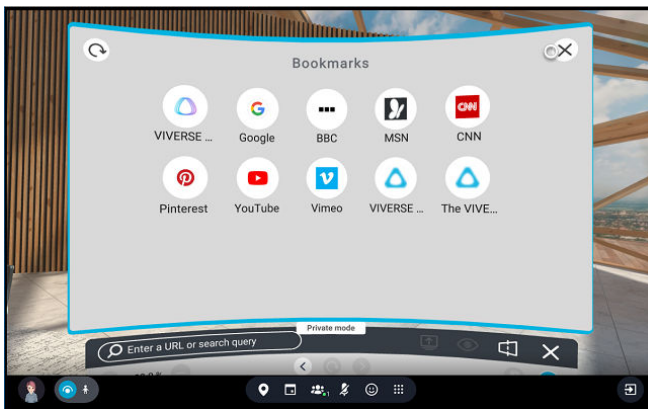 Bookmarks
VIVERSE ...
Google
BBC
MSN
CNN
Pinterest
YouTube
Vimeo
VIVERSE ...
The VIVE...
Private mode
Enter a URL or search query